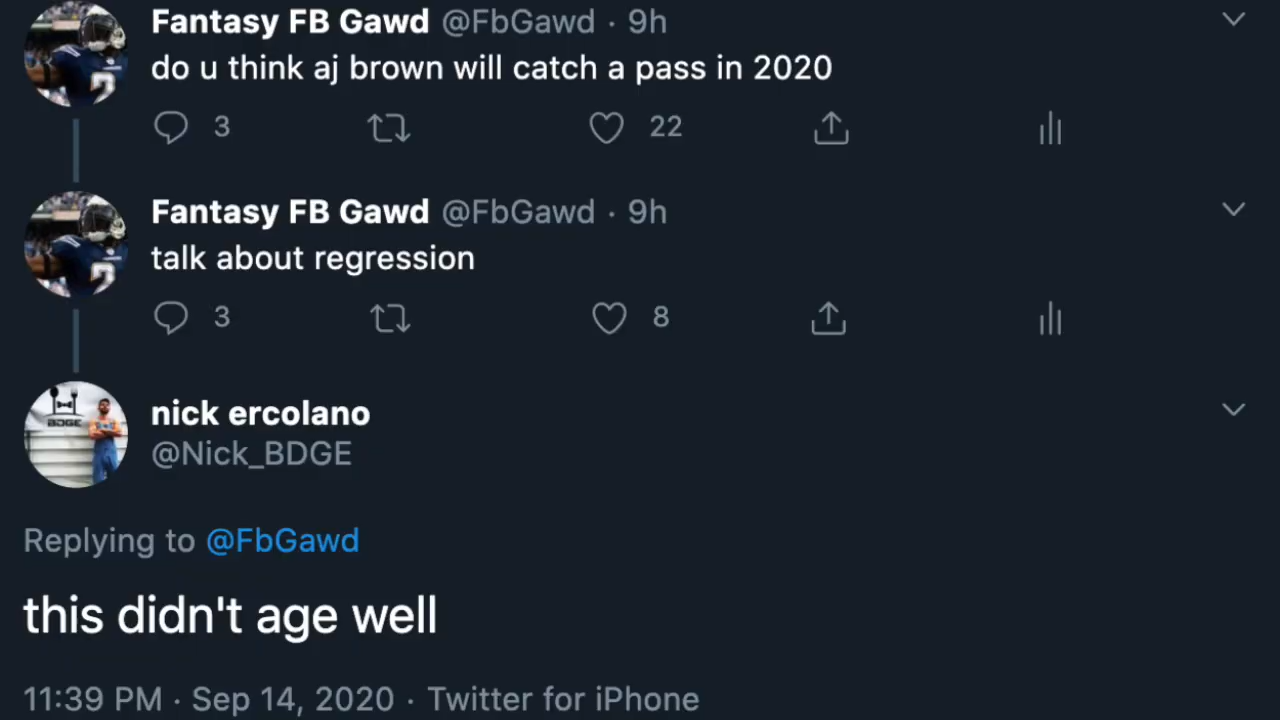 Fantasy FB Gawd @FbGawd · 9h
do u think aj brown will catch a pass in 2020
3 22
Fantasy FB Gawd @FbGawd · 9h
talk about regression
3 8
BDGE
nick ercolano
@Nick_BDGE
Replying to @FbGawd
this didn't age well
11:39 PM · Sep 14, 2020 · Twitter for iPhone